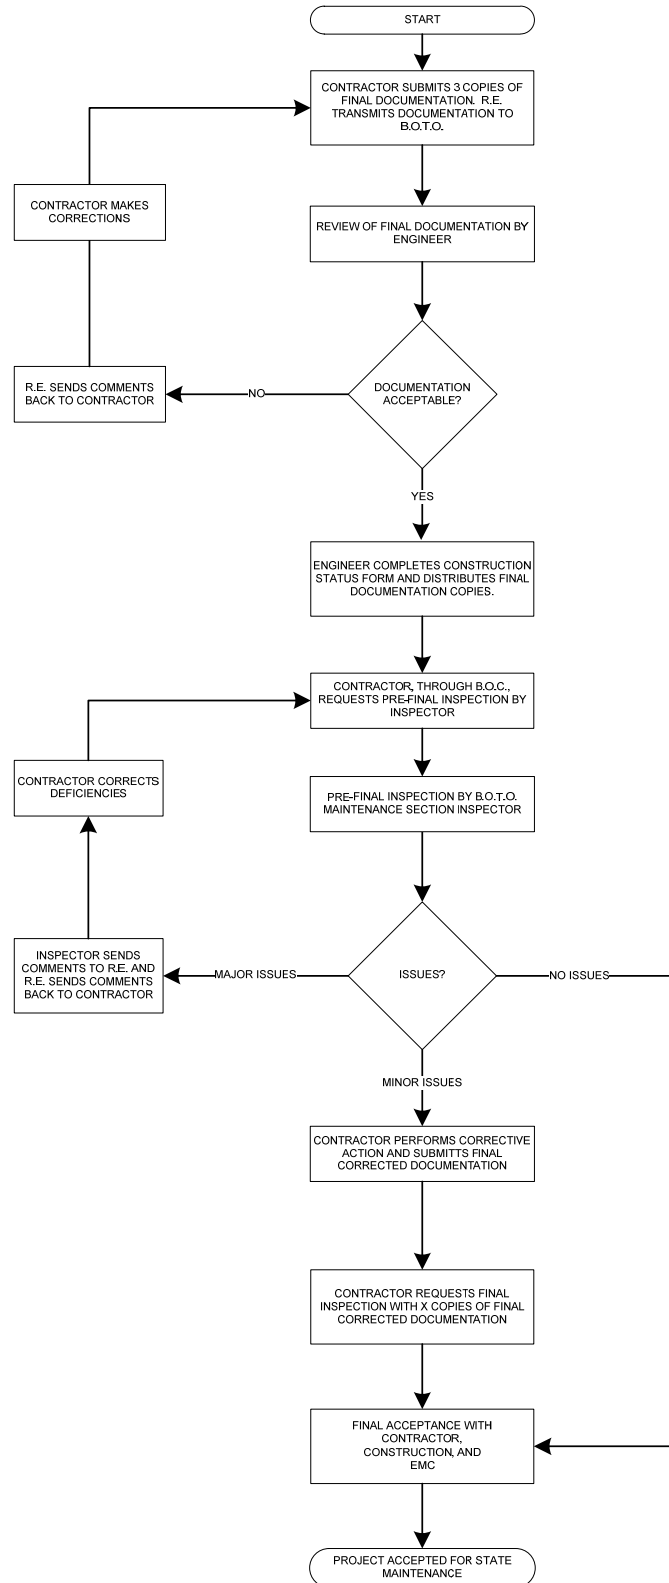 START
CONTRACTOR SUBMITS 3 COPIES OF
FINAL DOCUMENTATION. R.E.
TRANSMITS DOCUMENTATION TO
B.O.T.O.
CONTRACTOR MAKES
CORRECTIONS
REVIEW OF FINAL DOCUMENTATION BY
ENGINEER
R.E. SENDS COMMENTS
BACK TO CONTRACTOR
NO
DOCUMENTATION
ACCEPTABLE?
YES
ENGINEER COMPLETES CONSTRUCTION
STATUS FORM AND DISTRIBUTES FINAL
DOCUMENTATION COPIES.
CONTRACTOR, THROUGH B.O.C.,
REQUESTS PRE-FINAL INSPECTION BY
INSPECTOR
CONTRACTOR CORRECTS
DEFICIENCIES
PRE-FINAL INSPECTION BY B.O.T.O.
MAINTENANCE SECTION INSPECTOR
INSPECTOR SENDS
COMMENTS TO R.E. AND
R.E. SENDS COMMENTS
BACK TO CONTRACTOR
MAJOR ISSUES
ISSUES?
NO ISSUES
MINOR ISSUES
CONTRACTOR PERFORMS CORRECTIVE
ACTION AND SUBMITTS FINAL
CORRECTED DOCUMENTATION
CONTRACTOR REQUESTS FINAL
INSPECTION WITH X COPIES OF FINAL
CORRECTED DOCUMENTATION
FINAL ACCEPTANCE WITH
CONTRACTOR,
CONSTRUCTION, AND
EMC
PROJECT ACCEPTED FOR STATE
MAINTENANCE